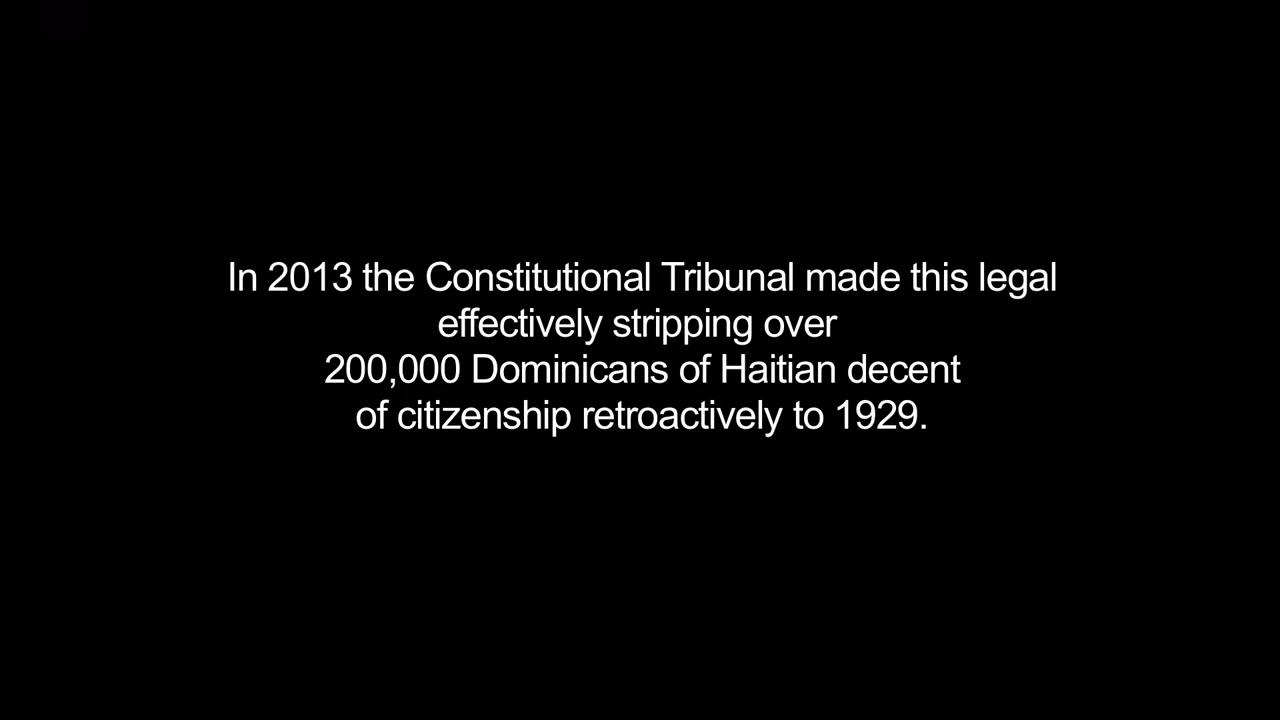 In 2013 the Constitutional Tribunal made this legal
effectively stripping over
200,000 Dominicans of Haitian decent
of citizenship retroactively to 1929.